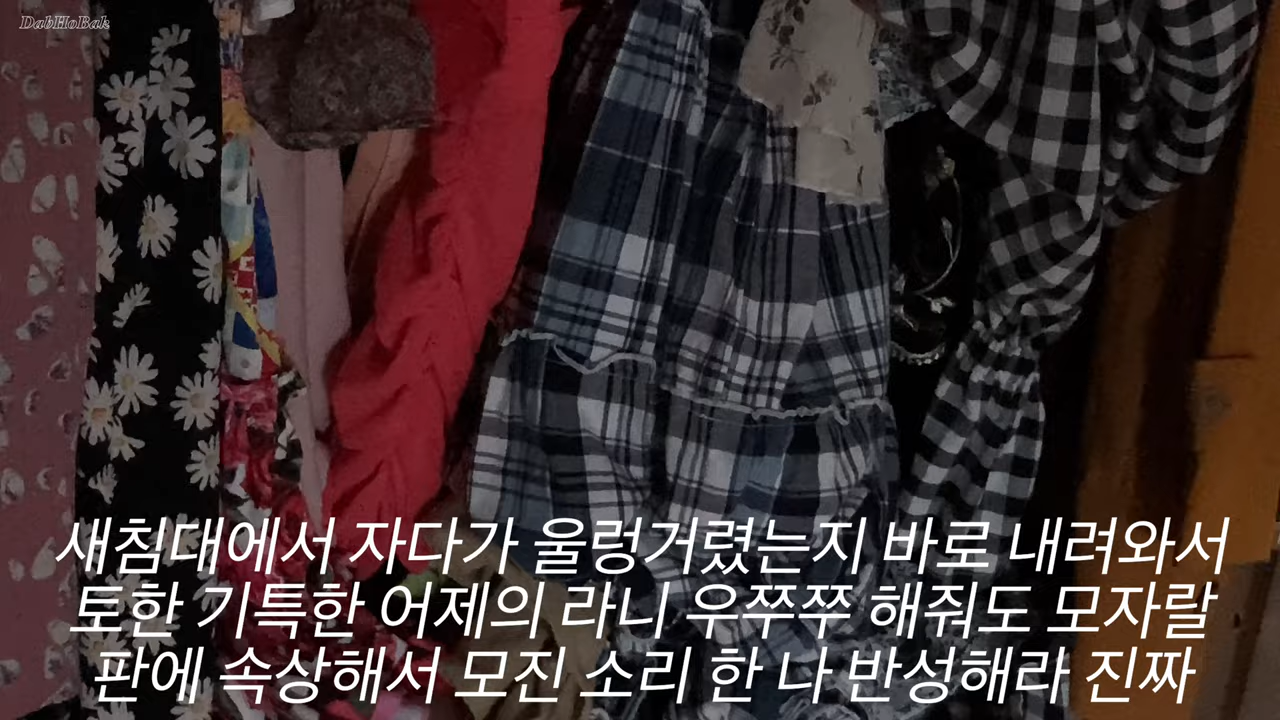 DabHoBak
새침대에서 자다가 울렁거렸는지 바로 내려와서
토한 기특한 어제의 라니 우쭈쭈 해줘도 모자랄
판에 속상해서 모진 소리 한 나 반성해라 진짜